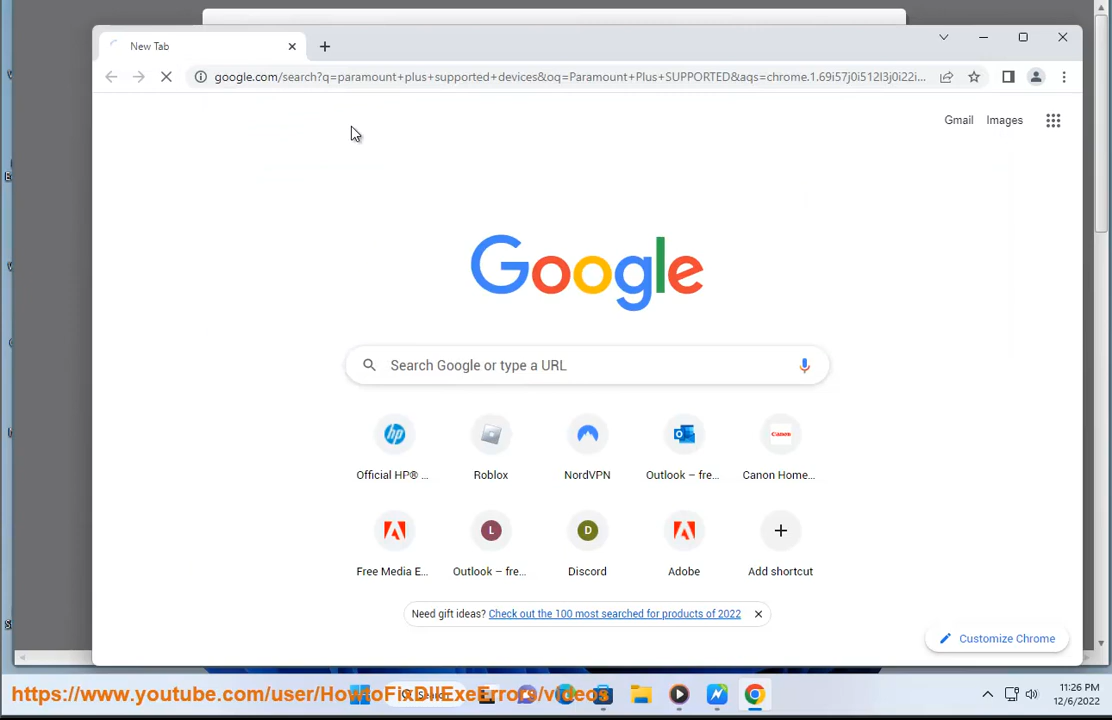 New Tab
google.com/search?q=paramount+plus+supported+devices&oq=Paramount+Plus+SUPPORTED&aqs=chrome.1.69i57j0i512l3j0i22i...
Gmail Images
Google
Search Google or type a URL
hp
Canon
Official HP® ...
Roblox
NordVPN
Outlook – fre...
Canon Home...
L
D
Free Media E...
Outlook – fre...
Discord
Adobe
Add shortcut
Need gift ideas? Check out the 100 most searched for products of 2022
Customize Chrome
https://www.youtube.com/user/HowtoFixDllExeErrors/videos
11:26 PM
12/6/2022